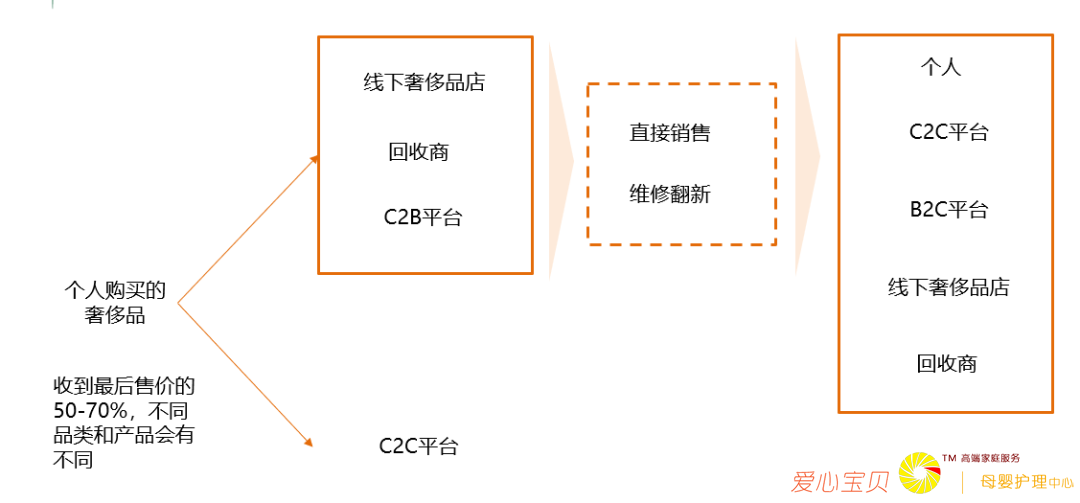 个人购买的
奢侈品
收到最后售价的
50-70%，不同
品类和产品会有
不同
线下奢侈品店
回收商
C2B平台
C2C平台
直接销售
维修翻新
个人
C2C平台
B2C平台
线下奢侈品店
回收商
爱心宝贝
TM 高端家庭服务
母婴护理中心